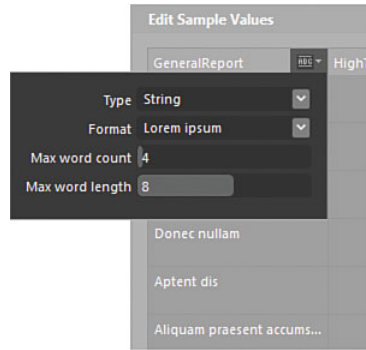 Edit Sample Values
GeneralReport ABC
Type String
Format Lorem ipsum
Max word count 4
Max word length 8
Donec nullam
Aptent dis
Aliquam praesent accums...